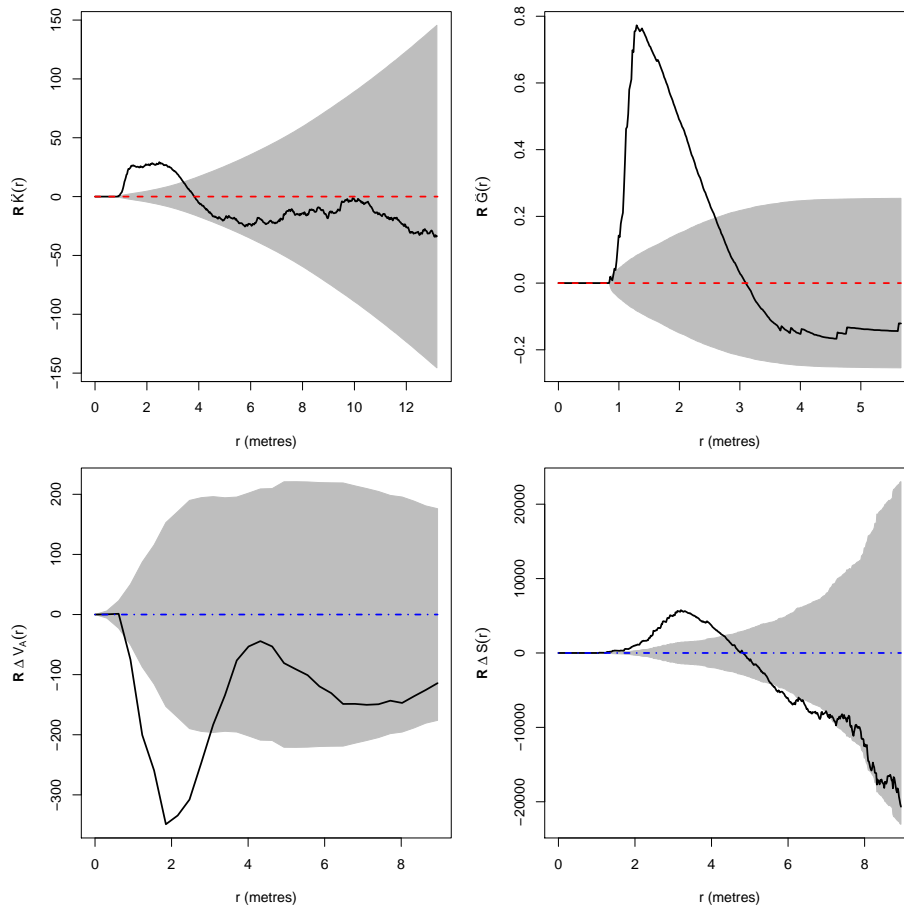 R K̂(r)
150
100
50
0
−50
−100
−150
0 2 4 6 8 10 12
r (metres)
R Ĝ(r)
0.8
0.6
0.4
0.2
0.0
−0.2
0 1 2 3 4 5
r (metres)
R Δ V_A(r)
200
100
0
−100
−200
−300
0 2 4 6 8
r (metres)
R Δ S(r)
20000
10000
0
−10000
−20000
0 2 4 6 8
r (metres)